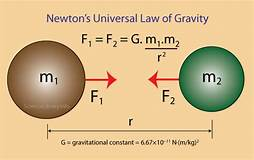 Newton's Universal Law of Gravity
F₁ = F₂ = G. m₁.m₂ / r²
m₁
m₂
F₁
F₂
r
G = gravitational constant = 6.67×10⁻¹¹ N·(m/kg)²